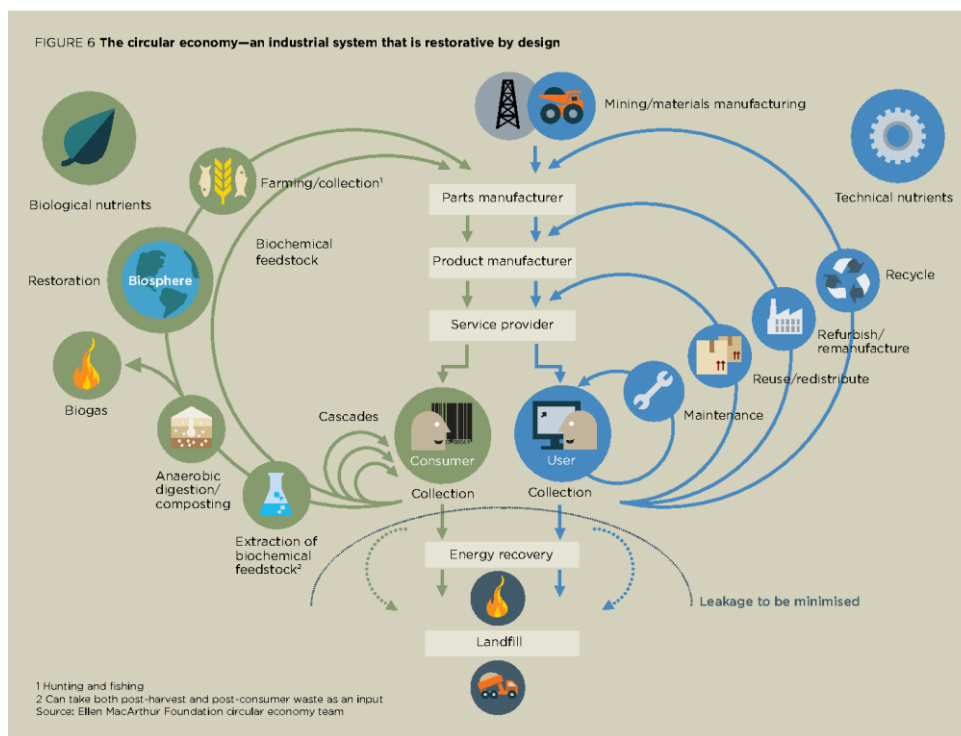 FIGURE 6 The circular economy—an industrial system that is restorative by design
Mining/materials manufacturing
Biological nutrients
Farming/collection¹
Parts manufacturer
Technical nutrients
Biochemical
feedstock
Product manufacturer
Restoration
Biosphere
Recycle
Service provider
Refurbish/
remanufacture
Biogas
Reuse/redistribute
Cascades
Maintenance
Consumer
User
Anaerobic
digestion/
composting
Collection
Collection
Extraction of
biochemical
feedstock²
Energy recovery
Leakage to be minimised
Landfill
1 Hunting and fishing
2 Can take both post-harvest and post-consumer waste as an input
Source: Ellen MacArthur Foundation circular economy team